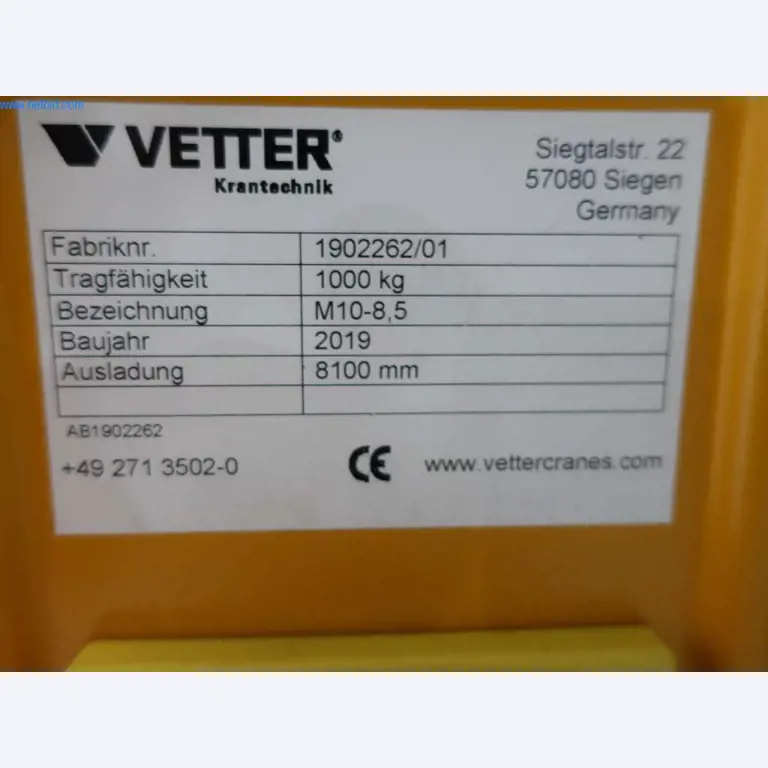 VETTER®
Krantechnik
Siegtalstr. 22
57080 Siegen
Germany
Fabriknr. 1902262/01
Tragfähigkeit 1000 kg
Bezeichnung M10-8,5
Baujahr 2019
Ausladung 8100 mm
AB1902262
+49 271 3502-0 CE www.vettercranes.com